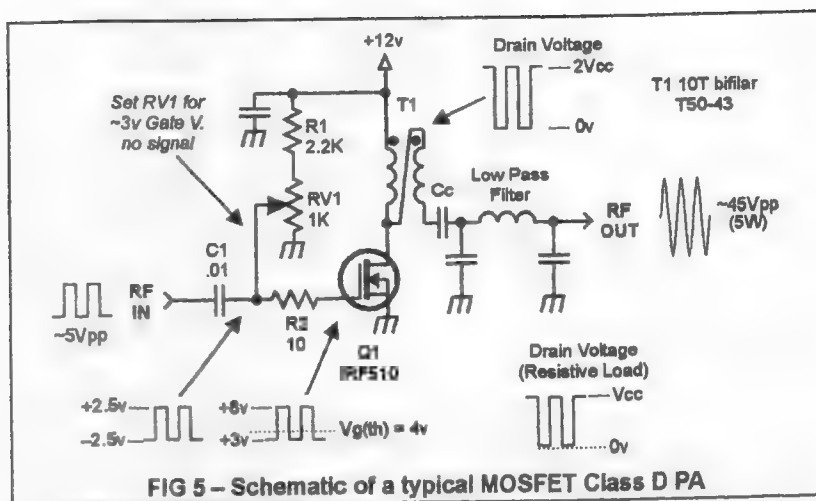 +12v
Drain Voltage
2Vcc
0v
T1 10T bifilar
T50-43
Set RV1 for
~3v Gate V.
no signal
T1
R1
2.2K
RV1
1K
Cc
Low Pass
Filter
RF
OUT
~45Vpp
(5W)
C1
.01
RF
IN
~5Vpp
R2
10
Q1
IRF510
Drain Voltage
(Resistive Load)
Vcc
0v
+2.5v
-2.5v
+8v
+3v
Vg(th) = 4v
FIG 5 – Schematic of a typical MOSFET Class D PA